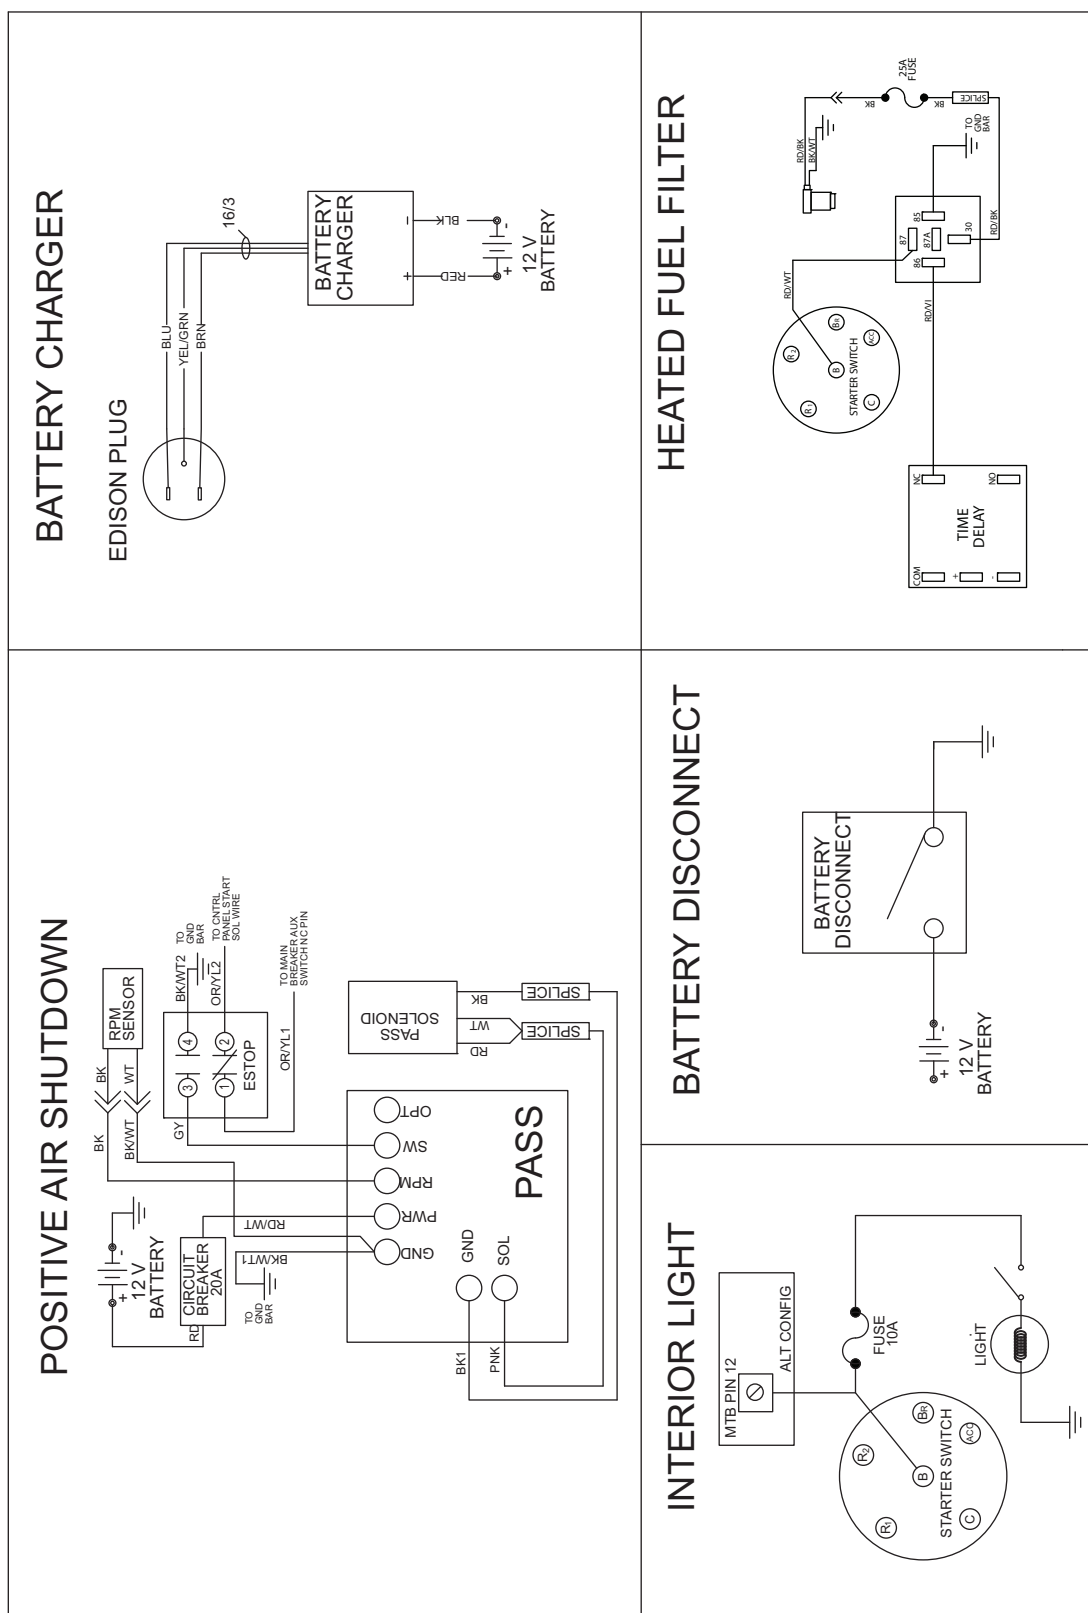 POSITIVE AIR SHUTDOWN
12 V
BATTERY
+
-
RD
CIRCUIT
BREAKER
20A
RD/WT
BK/WT1
TO
GND
BAR
BK
BK/WT
BK
WT
RPM
SENSOR
GY
3
4
1
2
ESTOP
BK/WT2
TO
GND
BAR
OR/YL2
TO CNTRL
PANEL START
SOL WIRE
OR/YL1
TO MAIN
BREAKER AUX
SWITCH NC PIN
GND
PWR
RPM
SW
OPT
GND
SOL
PASS
BK1
PNK
PASS
SOLENOID
RD
WT
BK
SPLICE
SPLICE
BATTERY CHARGER
EDISON PLUG
BLU
YEL/GRN
BRN
16/3
BATTERY
CHARGER
+
-
RED
BLK
+
-
12 V
BATTERY
INTERIOR LIGHT
MTB PIN 12
ALT CONFIG
FUSE
10A
LIGHT
R1
R2
BR
B
C
ACC
STARTER SWITCH
BATTERY DISCONNECT
BATTERY
DISCONNECT
+
-
12 V
BATTERY
HEATED FUEL FILTER
COM
+
-
NC
NO
TIME
DELAY
RD/VI
RD/WT
R1
R2
BR
B
C
ACC
STARTER SWITCH
86
87
87A
85
30
RD/BK
TO
GND
BAR
RD/BK
BK/WT
BK
25A
FUSE
BK
SPLICE